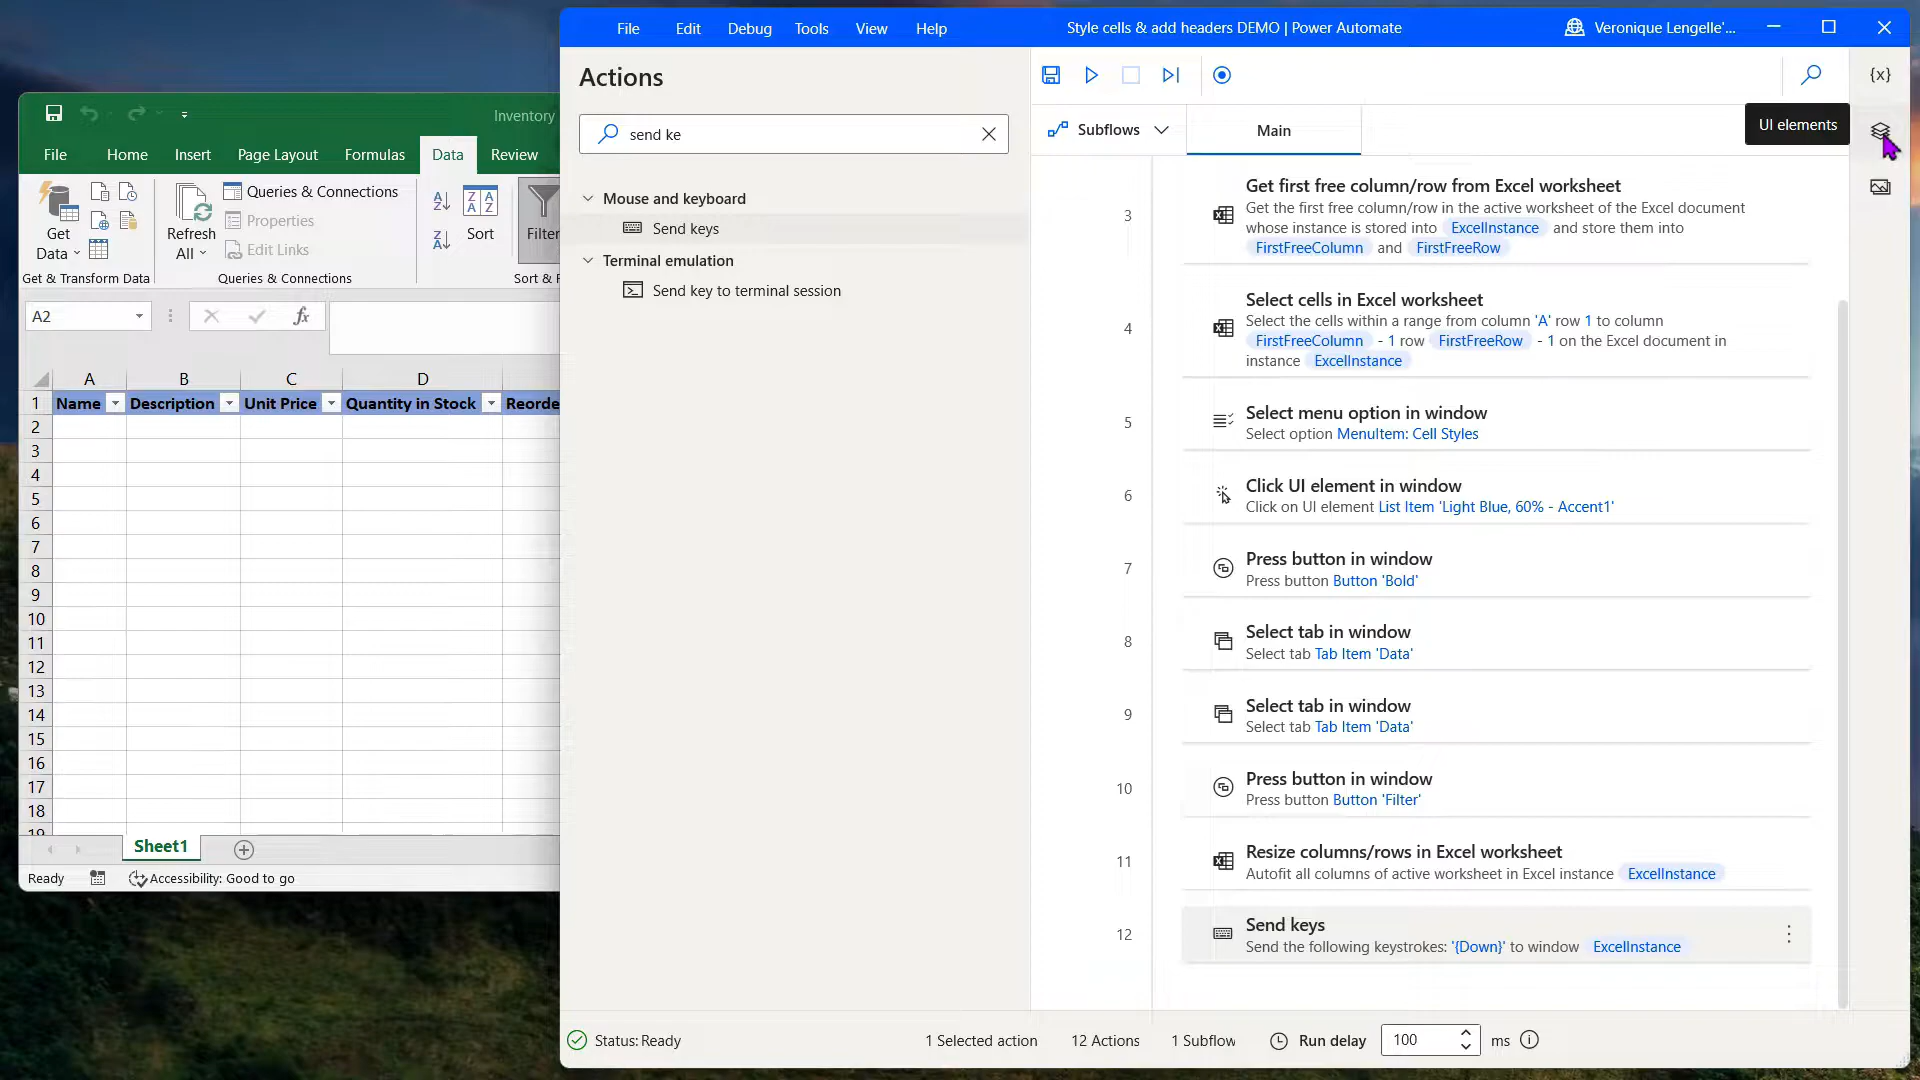 Inventory
File
Home
Insert
Page Layout
Formulas
Data
Review
Get
Data
Refresh
All
Queries & Connections
Properties
Edit Links
Sort
Filter
Get & Transform Data
Queries & Connections
Sort & F
A2
fx
A B C D
1 Name Description Unit Price Quantity in Stock Reorde
2
3
4
5
6
7
8
9
10
11
12
13
14
15
16
17
18
19
Sheet1
Ready
Accessibility: Good to go
File Edit Debug Tools View Help
Style cells & add headers DEMO | Power Automate
Veronique Lengelle'...
Actions
send ke
Mouse and keyboard
Send keys
Terminal emulation
Send key to terminal session
{x}
Subflows
Main
UI elements
3
Get first free column/row from Excel worksheet
Get the first free column/row in the active worksheet of the Excel document
whose instance is stored into ExcelInstance and store them into
FirstFreeColumn and FirstFreeRow
4
Select cells in Excel worksheet
Select the cells within a range from column 'A' row 1 to column
FirstFreeColumn - 1 row FirstFreeRow - 1 on the Excel document in
instance ExcelInstance
5
Select menu option in window
Select option MenuItem: Cell Styles
6
Click UI element in window
Click on UI element List Item 'Light Blue, 60% - Accent1'
7
Press button in window
Press button Button 'Bold'
8
Select tab in window
Select tab Tab Item 'Data'
9
Select tab in window
Select tab Tab Item 'Data'
10
Press button in window
Press button Button 'Filter'
11
Resize columns/rows in Excel worksheet
Autofit all columns of active worksheet in Excel instance ExcelInstance
12
Send keys
Send the following keystrokes: '{Down}' to window ExcelInstance
Status: Ready
1 Selected action
12 Actions
1 Subflow
Run delay
100
ms